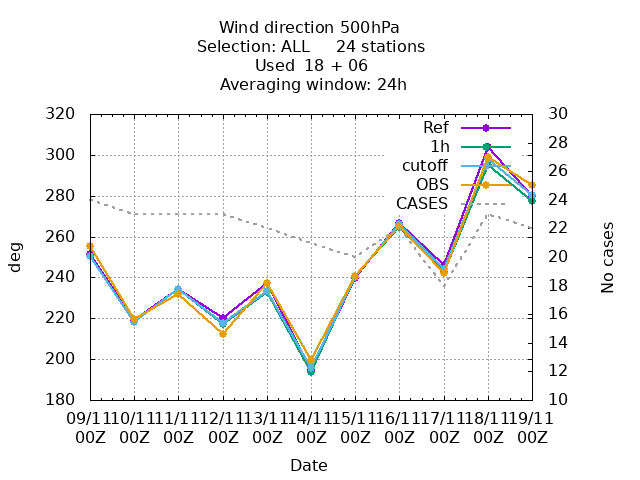 Wind direction 500hPa
Selection: ALL     24 stations
Used  18 + 06
Averaging window: 24h
320
300
280
260
240
220
200
180
deg
30
28
26
24
22
20
18
16
14
12
10
No cases
Ref
1h
cutoff
OBS
CASES
09/11 10/11 11/11 12/11 13/11 14/11 15/11 16/11 17/11 18/11 19/11
00Z 00Z 00Z 00Z 00Z 00Z 00Z 00Z 00Z 00Z 00Z
Date